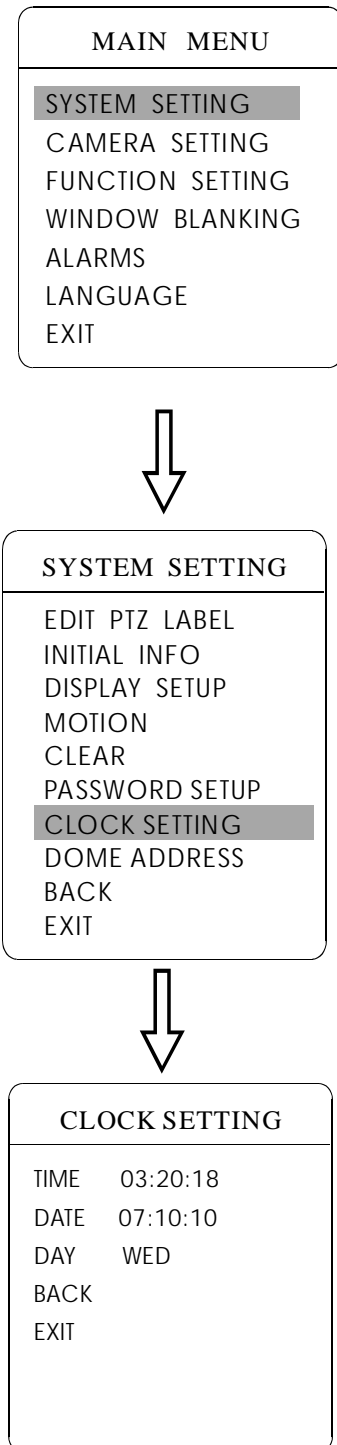 MAIN MENU
SYSTEM SETTING
CAMERA SETTING
FUNCTION SETTING
WINDOW BLANKING
ALARMS
LANGUAGE
EXIT
SYSTEM SETTING
EDIT PTZ LABEL
INITIAL INFO
DISPLAY SETUP
MOTION
CLEAR
PASSWORD SETUP
CLOCK SETTING
DOME ADDRESS
BACK
EXIT
CLOCK SETTING
TIME 03:20:18
DATE 07:10:10
DAY WED
BACK
EXIT